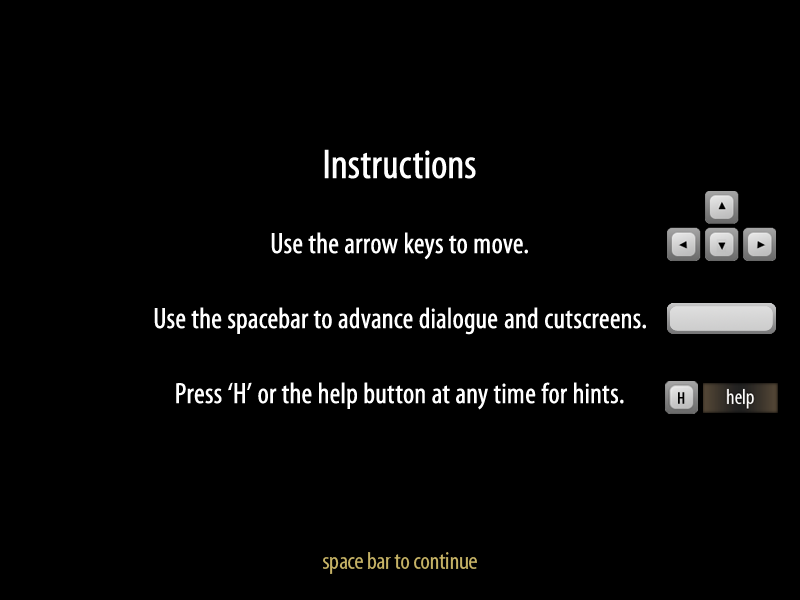 Instructions
Use the arrow keys to move.
Use the spacebar to advance dialogue and cutscreens.
Press ‘H’ or the help button at any time for hints.
H help
space bar to continue